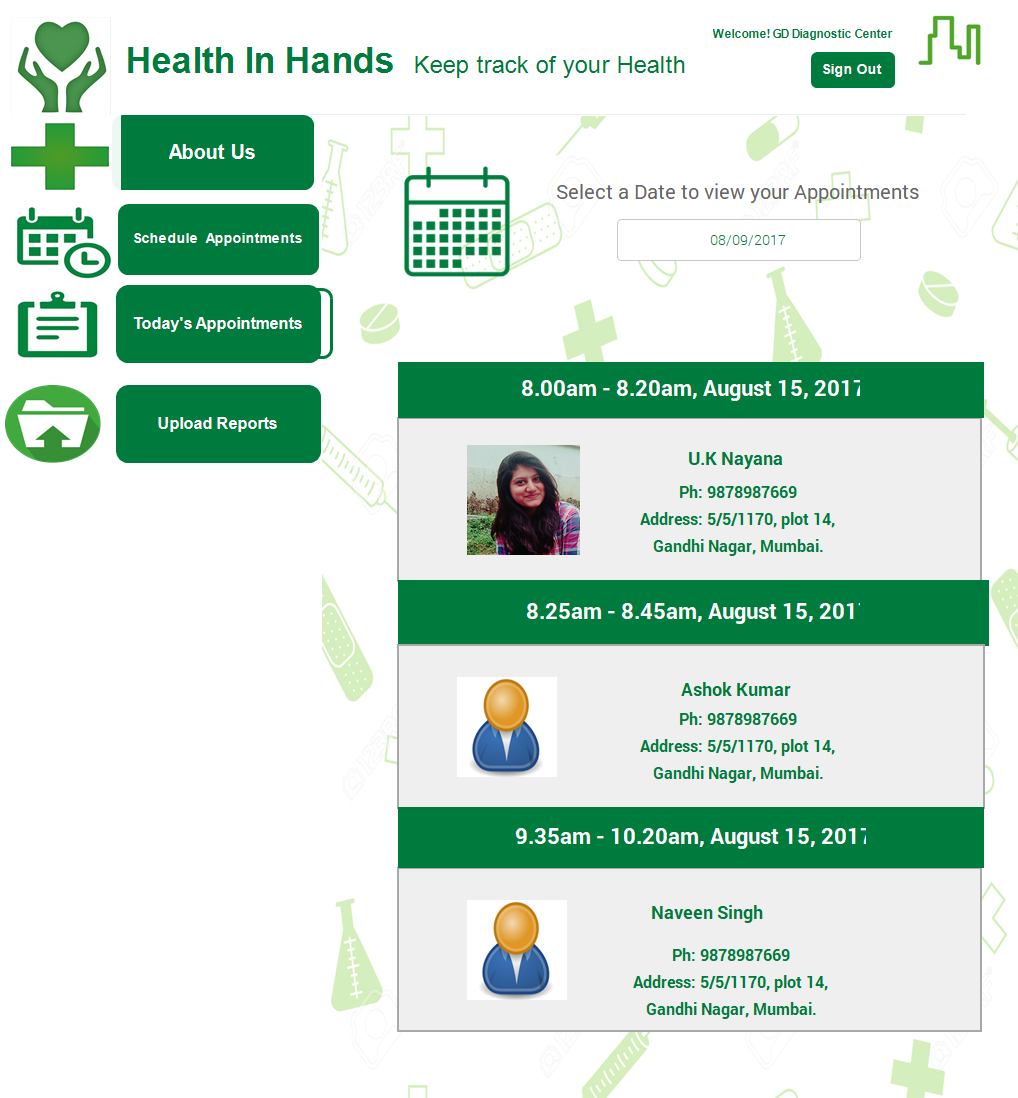 Health In Hands
Keep track of your Health
Welcome! GD Diagnostic Center
Sign Out
About Us
Schedule Appointments
Today's Appointments
Upload Reports
Select a Date to view your Appointments
08/09/2017
8.00am - 8.20am, August 15, 2017
U.K Nayana
Ph: 9878987669
Address: 5/5/1170, plot 14,
Gandhi Nagar, Mumbai.
8.25am - 8.45am, August 15, 201
Ashok Kumar
Ph: 9878987669
Address: 5/5/1170, plot 14,
Gandhi Nagar, Mumbai.
9.35am - 10.20am, August 15, 2017
Naveen Singh
Ph: 9878987669
Address: 5/5/1170, plot 14,
Gandhi Nagar, Mumbai.